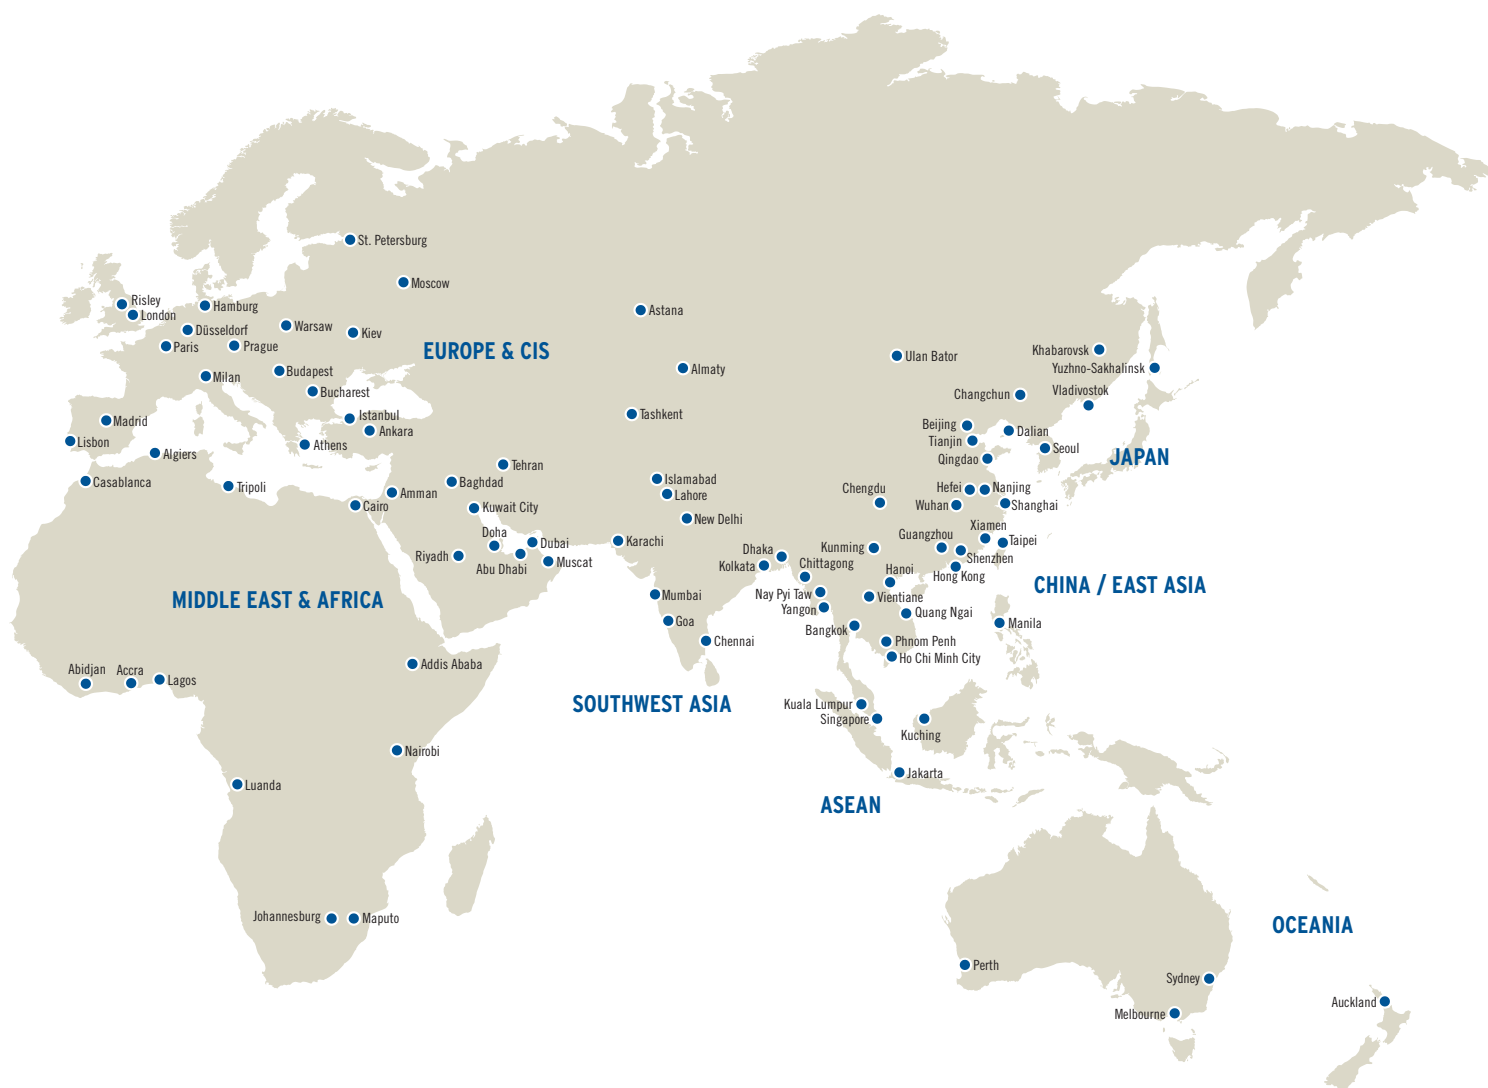 St. Petersburg
Moscow
Risley
London
Hamburg
Düsseldorf
Warsaw
Kiev
Paris
Prague
Milan
Budapest
Bucharest
Madrid
Lisbon
Istanbul
Ankara
Athens
EUROPE & CIS
Astana
Almaty
Tashkent
Ulan Bator
Khabarovsk
Yuzhno-Sakhalinsk
Vladivostok
Changchun
Beijing
Tianjin
Dalian
Seoul
Qingdao
JAPAN
Algiers
Casablanca
Tripoli
Cairo
Amman
Baghdad
Tehran
Kuwait City
Doha
Dubai
Riyadh
Abu Dhabi
Muscat
MIDDLE EAST & AFRICA
Islamabad
Lahore
New Delhi
Karachi
Dhaka
Kolkata
Chittagong
Mumbai
Goa
Chennai
SOUTHWEST ASIA
Chengdu
Hefei
Nanjing
Wuhan
Shanghai
Xiamen
Guangzhou
Taipei
Kunming
Shenzhen
Hong Kong
CHINA / EAST ASIA
Hanoi
Nay Pyi Taw
Yangon
Vientiane
Quang Ngai
Bangkok
Phnom Penh
Ho Chi Minh City
Manila
Kuala Lumpur
Singapore
Kuching
Jakarta
ASEAN
Abidjan
Accra
Lagos
Addis Ababa
Nairobi
Luanda
Johannesburg
Maputo
OCEANIA
Perth
Sydney
Melbourne
Auckland